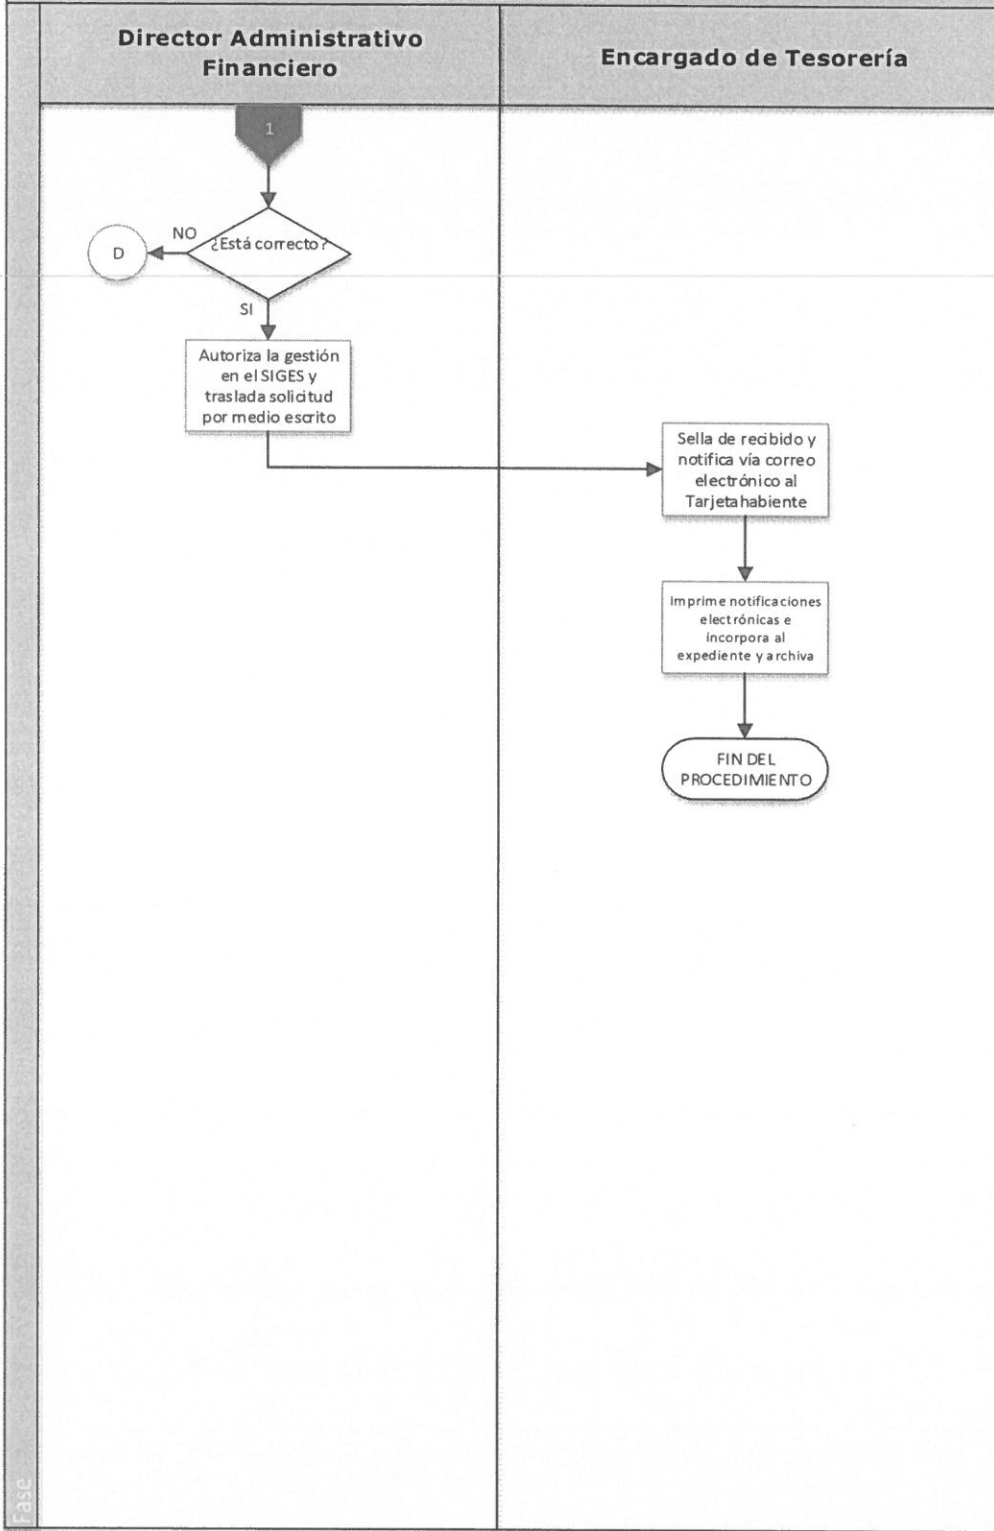 Director Administrativo
Financiero
Encargado de Tesorería
1
¿Está correcto?
NO
D
SI
Autoriza la gestión
en el SIGES y
traslada solicitud
por medio escrito
Sella de recibido y
notifica vía correo
electrónico al
Tarjetahabiente
Imprime notificaciones
electrónicas e
incorpora al
expediente y archiva
FIN DEL
PROCEDIMIENTO
Fase